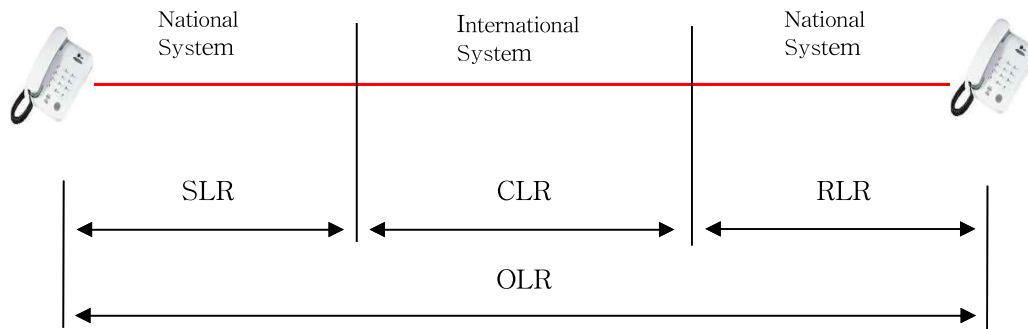 National
System
International
System
National
System
SLR
CLR
RLR
OLR